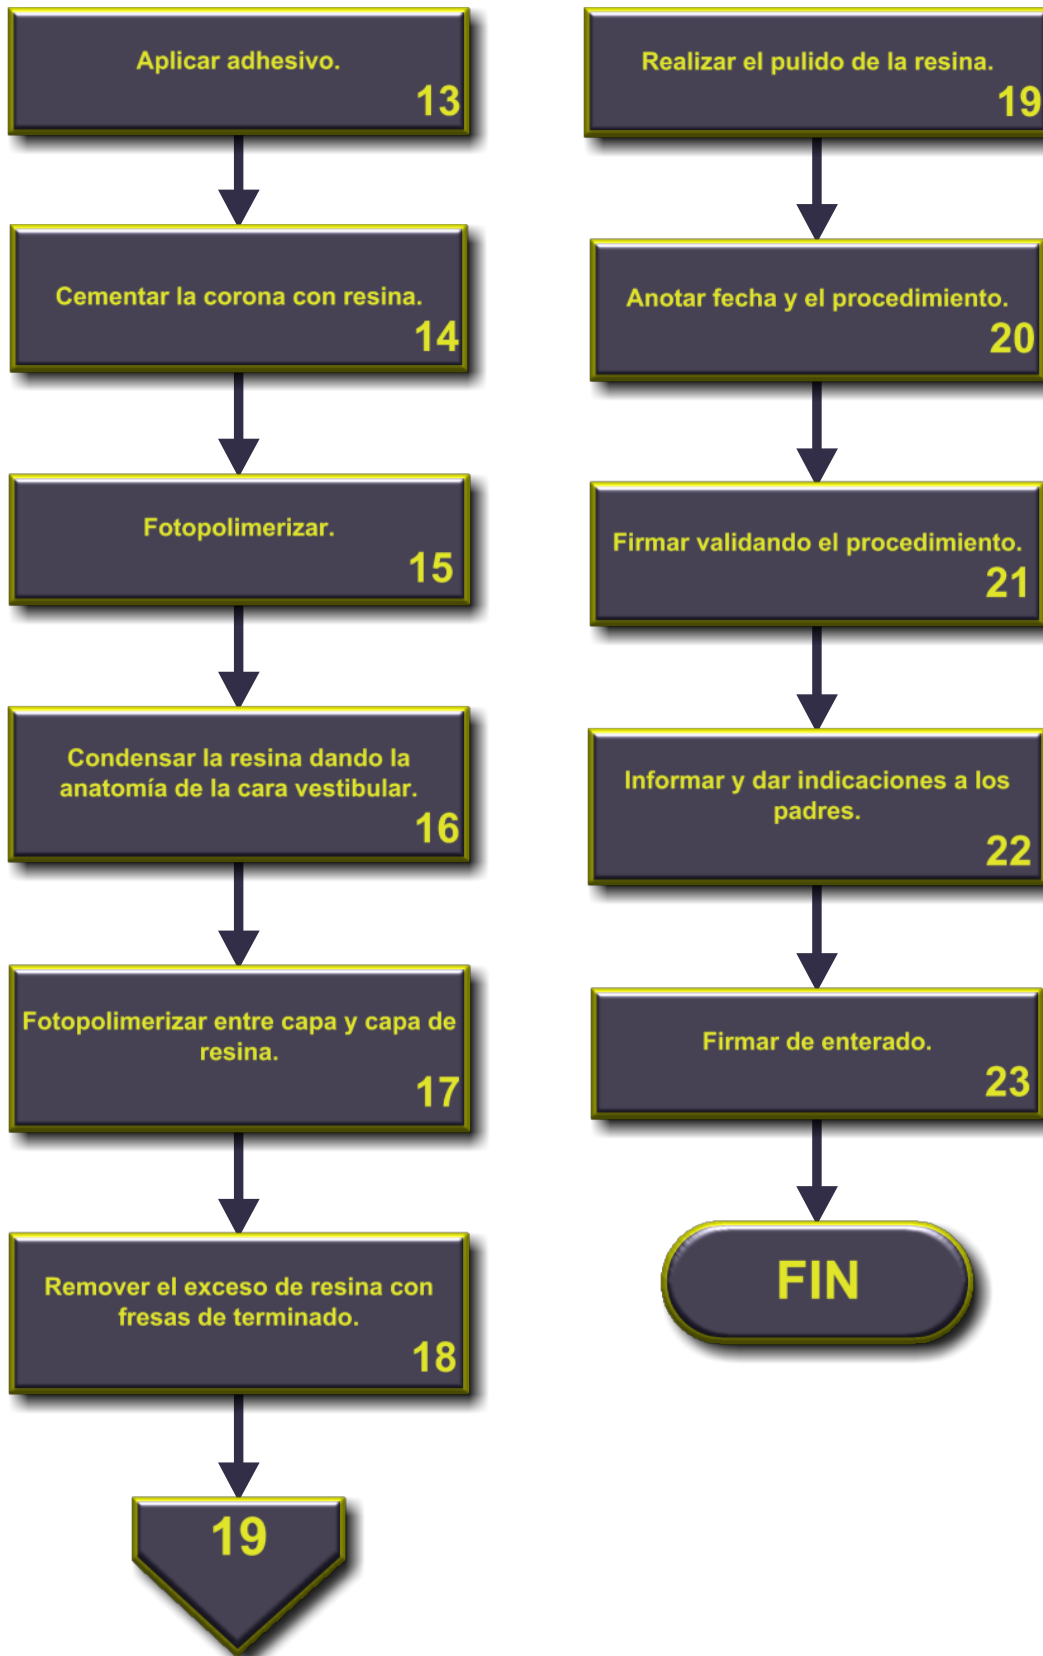 Aplicar adhesivo.
13
Cementar la corona con resina.
14
Fotopolimerizar.
15
Condensar la resina dando la
anatomía de la cara vestibular.
16
Fotopolimerizar entre capa y capa de
resina.
17
Remover el exceso de resina con
fresas de terminado.
18
19
Realizar el pulido de la resina.
19
Anotar fecha y el procedimiento.
20
Firmar validando el procedimiento.
21
Informar y dar indicaciones a los
padres.
22
Firmar de enterado.
23
FIN